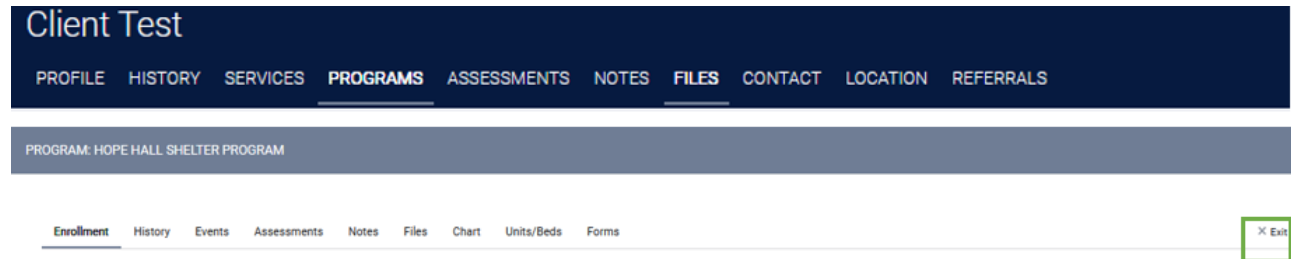 Client Test
PROFILE HISTORY SERVICES PROGRAMS ASSESSMENTS NOTES FILES CONTACT LOCATION REFERRALS
PROGRAM: HOPE HALL SHELTER PROGRAM
Enrollment History Events Assessments Notes Files Chart Units/Beds Forms × Exit